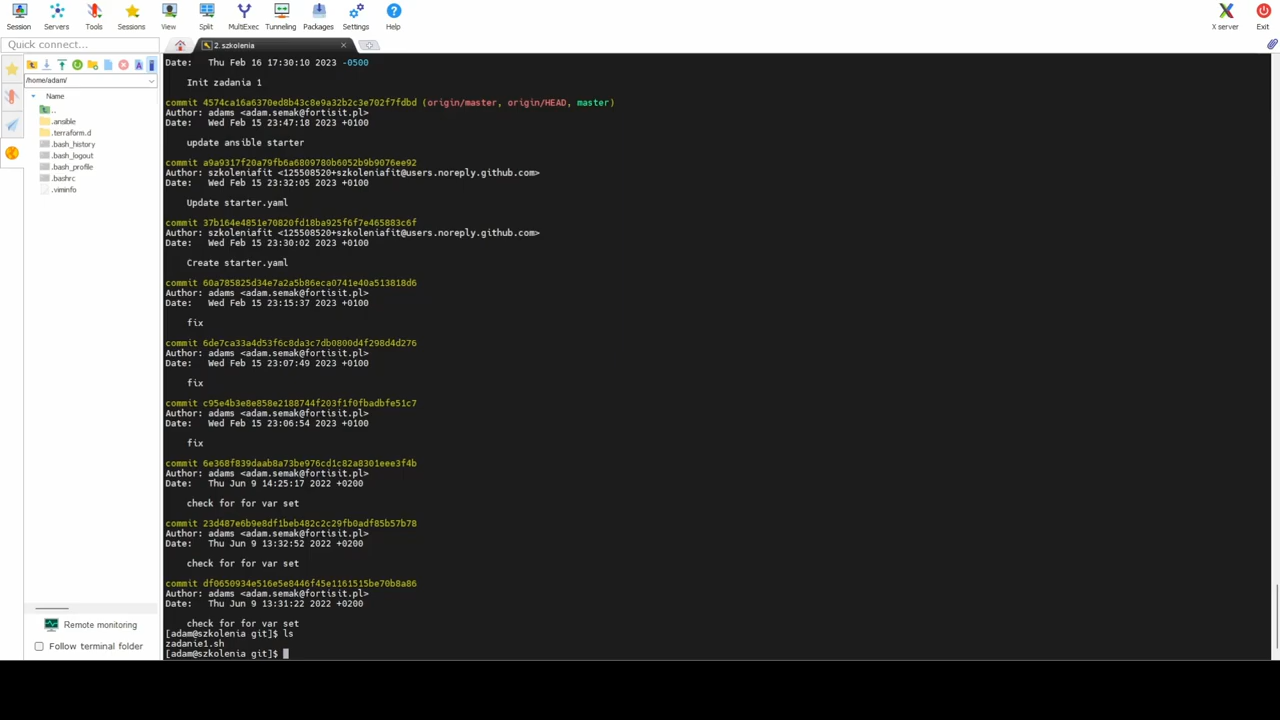 Session Servers Tools Sessions View Split MultiExec Tunneling Packages Settings Help X server Exit
Quick connect...
2.szkolenia
/home/adam/
Name
..
.ansible
.terraform.d
.bash_history
.bash_logout
.bash_profile
.bashrc
.viminfo
Remote monitoring
Follow terminal folder
Date:   Thu Feb 16 17:30:10 2023 -0500
Init zadania 1
commit 4574ca16a6370ed8b43c8e9a32b2c3e702f7fdbd (origin/master, origin/HEAD, master)
Author: adams <adam.semak@fortisit.pl>
Date:   Wed Feb 15 23:47:18 2023 +0100
update ansible starter
commit a9a9317f20a79fb6a6809780b6052b9b9076ee92
Author: szkoleniafit <125508520+szkoleniafit@users.noreply.github.com>
Date:   Wed Feb 15 23:32:05 2023 +0100
Update starter.yaml
commit 37b164e4851e70820fd18ba925f6f7e465883c6f
Author: szkoleniafit <125508520+szkoleniafit@users.noreply.github.com>
Date:   Wed Feb 15 23:30:02 2023 +0100
Create starter.yaml
commit 60a785825d34e7a2a5b86eca0741e40a513818d6
Author: adams <adam.semak@fortisit.pl>
Date:   Wed Feb 15 23:15:37 2023 +0100
fix
commit 6de7ca33a4d53f6c8da3c7db0800d4f298d4d276
Author: adams <adam.semak@fortisit.pl>
Date:   Wed Feb 15 23:07:49 2023 +0100
fix
commit c95e4b3e8e858e2188744f203f1f0fbadbfe51c7
Author: adams <adam.semak@fortisit.pl>
Date:   Wed Feb 15 23:06:54 2023 +0100
fix
commit 6e368f839daab8a73be976cd1c82a8301eee3f4b
Author: adams <adam.semak@fortisit.pl>
Date:   Thu Jun 9 14:25:17 2022 +0200
check for for var set
commit 23d487e6b9e8df1beb482c2c29fb0adf85b57b78
Author: adams <adam.semak@fortisit.pl>
Date:   Thu Jun 9 13:32:52 2022 +0200
check for for var set
commit df0650934e516e5e8446f45e1161515be70b8a86
Author: adams <adam.semak@fortisit.pl>
Date:   Thu Jun 9 13:31:22 2022 +0200
check for for var set
[adam@szkolenia git]$ ls
zadanie1.sh
[adam@szkolenia git]$